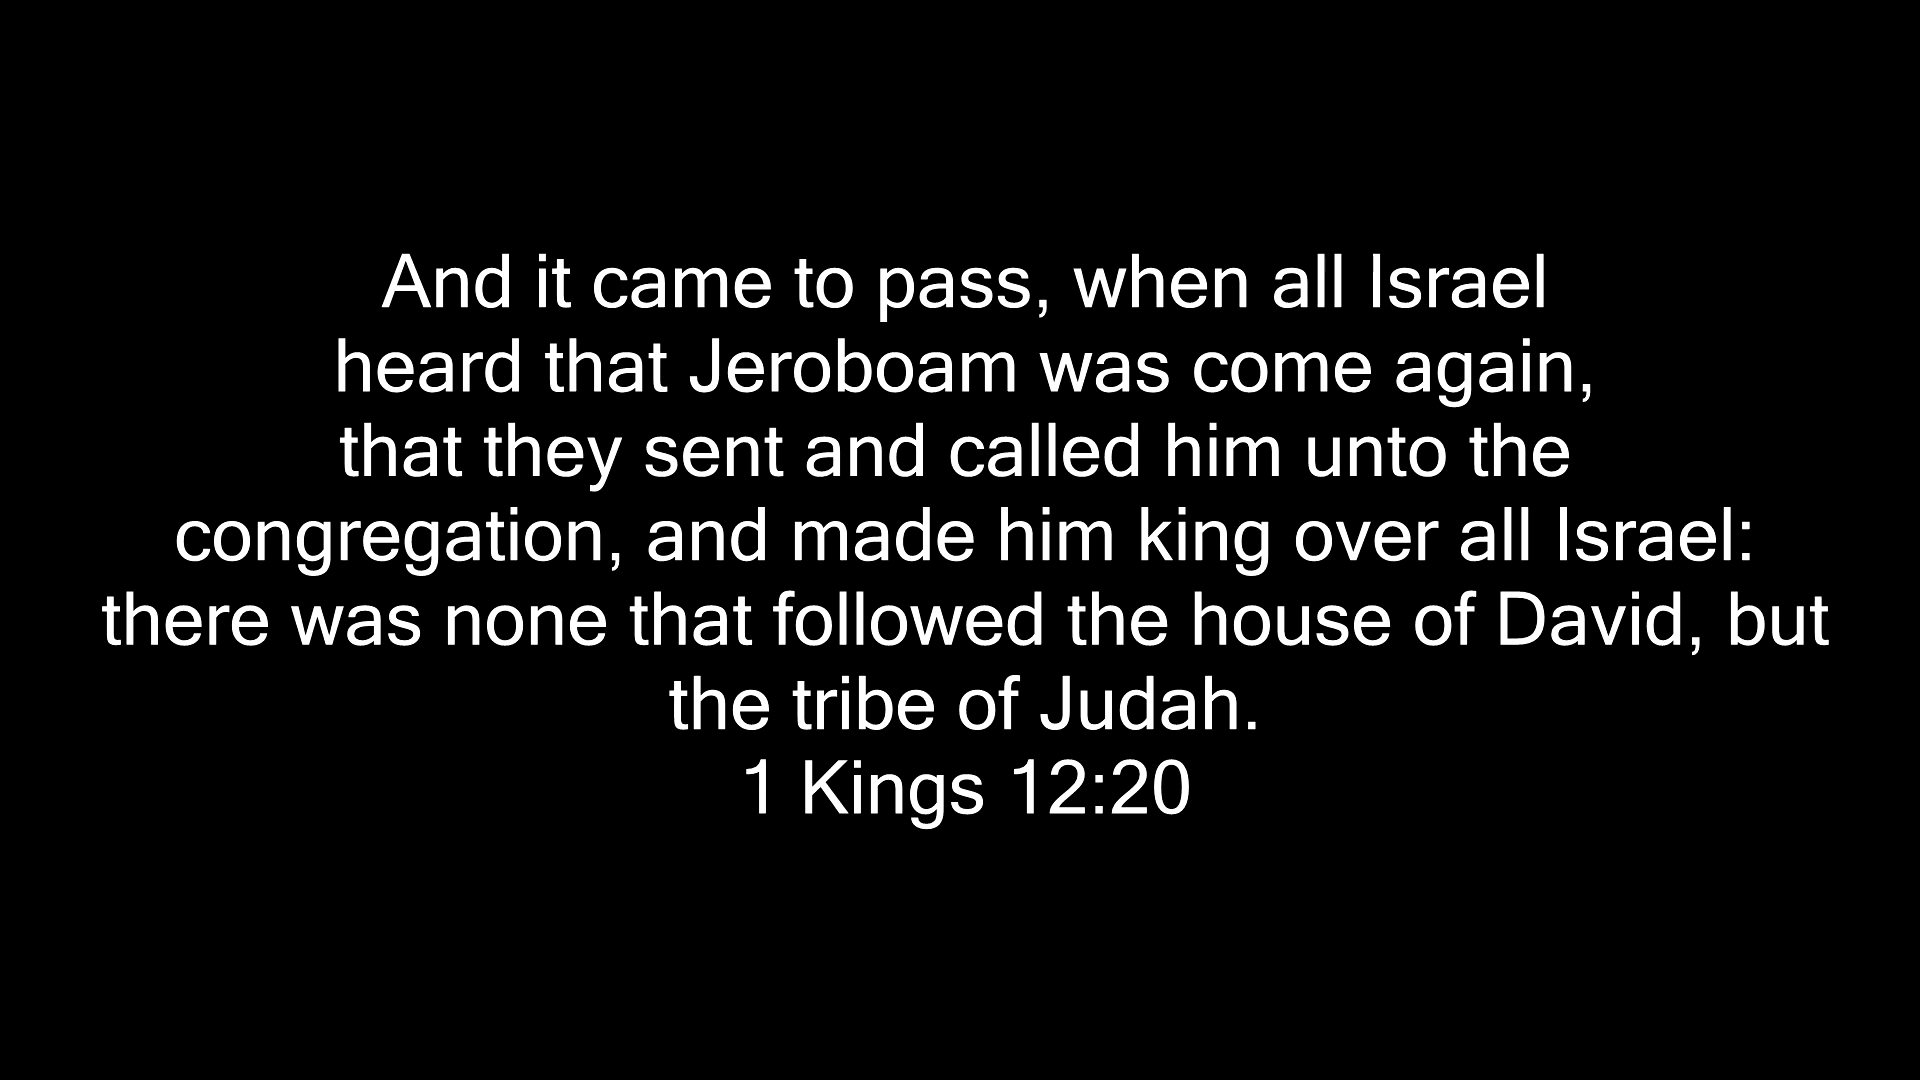 And it came to pass, when all Israel
heard that Jeroboam was come again,
that they sent and called him unto the
congregation, and made him king over all Israel:
there was none that followed the house of David, but
the tribe of Judah.
1 Kings 12:20